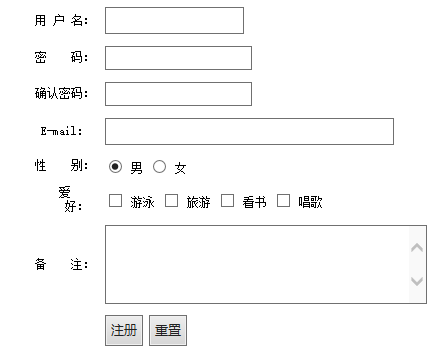 用 户 名：
密　　码：
确认密码：
E-mail：
性　　别： 男 女
爱
好： 游泳 旅游 看书 唱歌
备　　注：
注册 重置